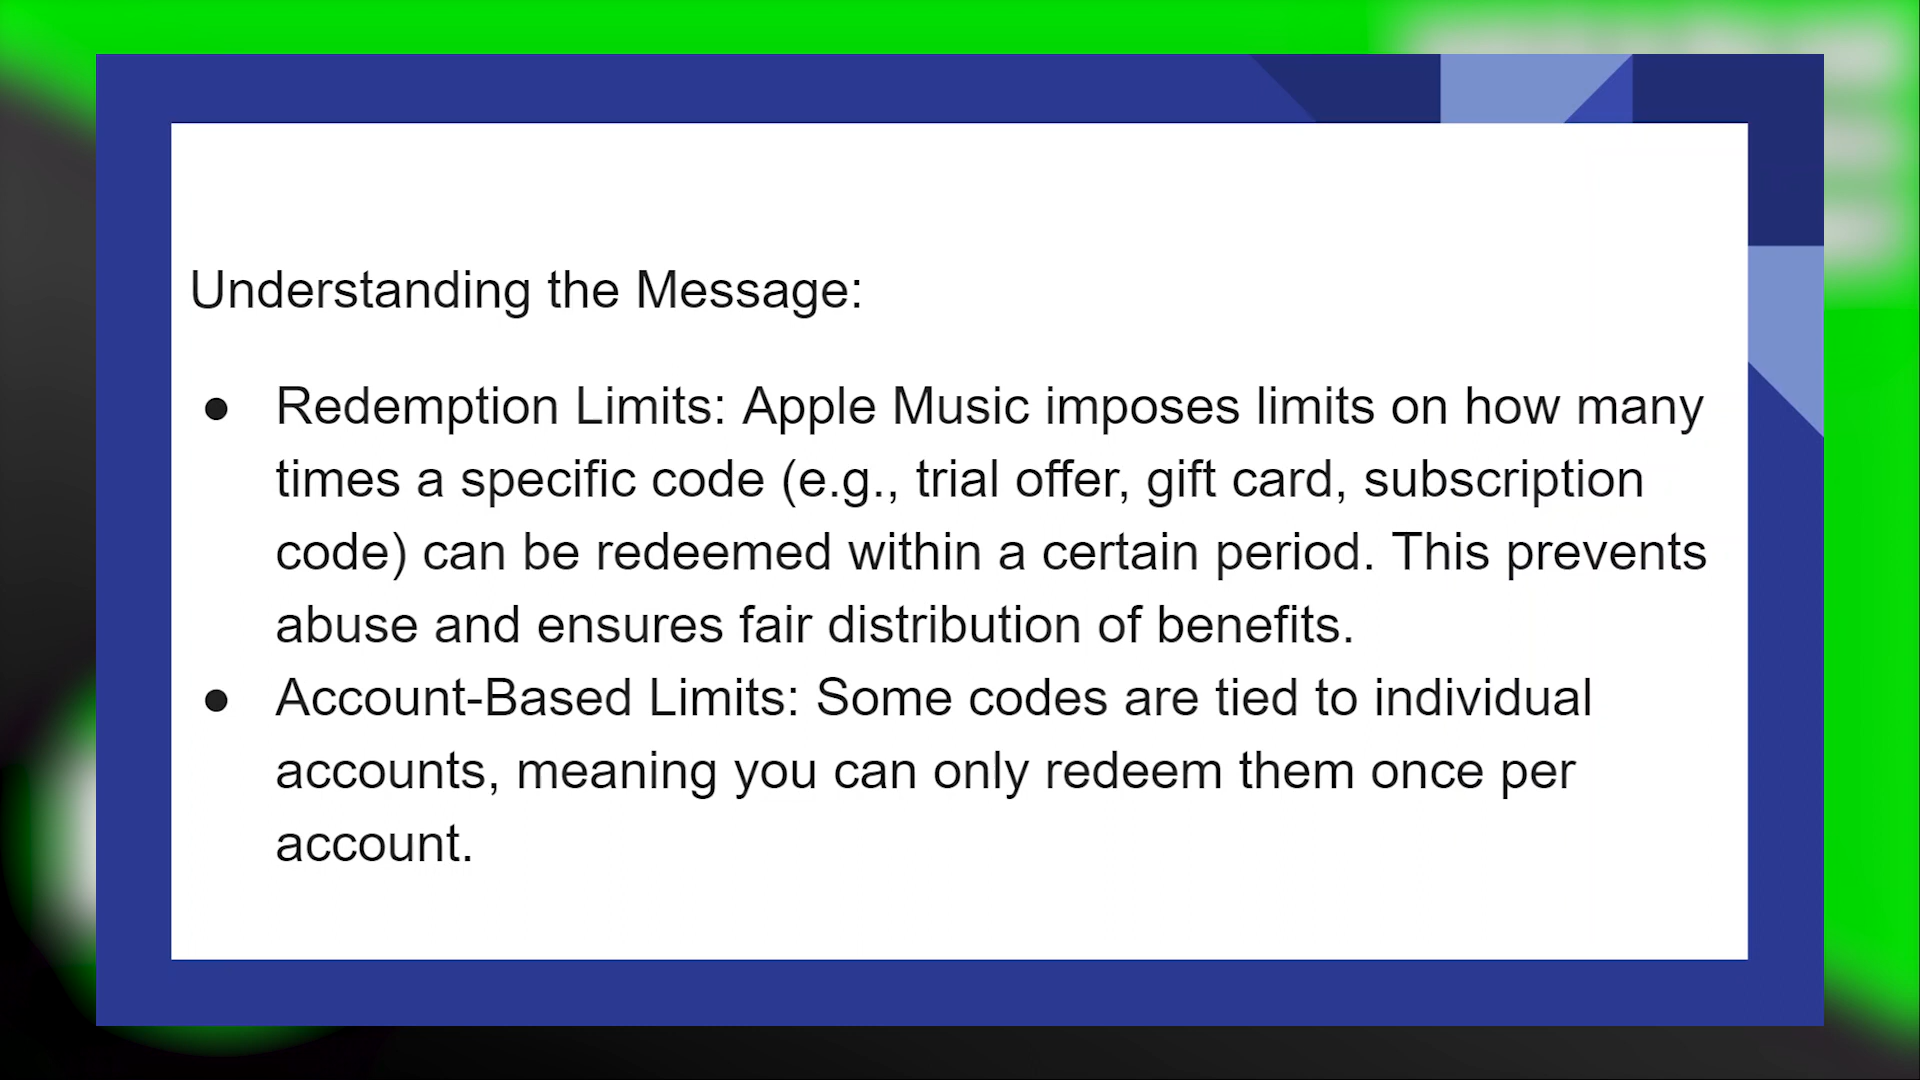 Understanding the Message:
● Redemption Limits: Apple Music imposes limits on how many
times a specific code (e.g., trial offer, gift card, subscription
code) can be redeemed within a certain period. This prevents
abuse and ensures fair distribution of benefits.
● Account-Based Limits: Some codes are tied to individual
accounts, meaning you can only redeem them once per
account.